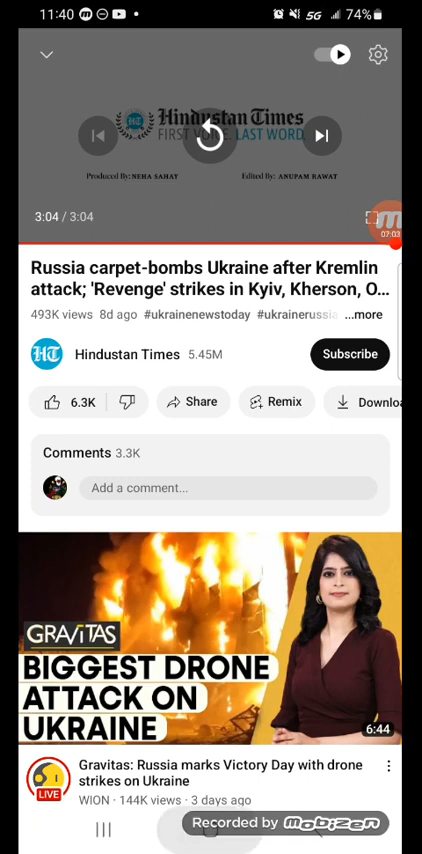 11:40
5G
74%
Hindustan Times
FIRST VOICE. LAST WORD.
Produced By: NEHA SAHAY Edited By: ANUPAM RAWAT
3:04 / 3:04
07:03
Russia carpet-bombs Ukraine after Kremlin
attack; 'Revenge' strikes in Kyiv, Kherson, O...
493K views 8d ago #ukrainenewstoday #ukrainerussia ...more
HT
Hindustan Times 5.45M
Subscribe
6.3K
Share
Remix
Downloa
Comments 3.3K
Add a comment...
GRAVITAS
BIGGEST DRONE
ATTACK ON
UKRAINE
6:44
Gravitas: Russia marks Victory Day with drone
strikes on Ukraine
LIVE
WION · 144K views · 3 days ago
Recorded by mobizen